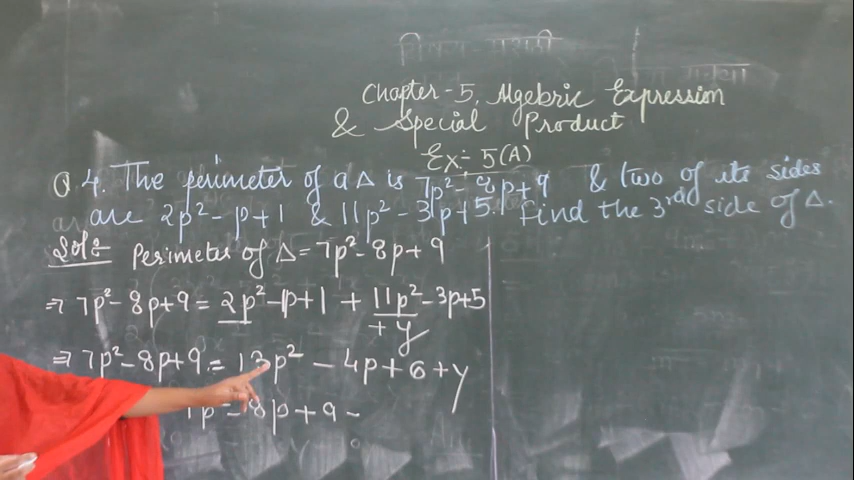 Chapter-5, Algebric Expression
& Special Product
Ex:- 5(A)
Q 4. The perimeter of a Δ is 7p²-8p+9 & two of its sides
are 2p²-p+1 & 11p²-3p+5. Find the 3rd side of Δ.
Solⁿ: Perimeter of Δ = 7p²-8p+9
⇒ 7p²-8p+9 = 2p²-p+1 + 11p²-3p+5
+ y
⇒ 7p²-8p+9 = 13p² - 4p+6+y
7p²-8p+9-